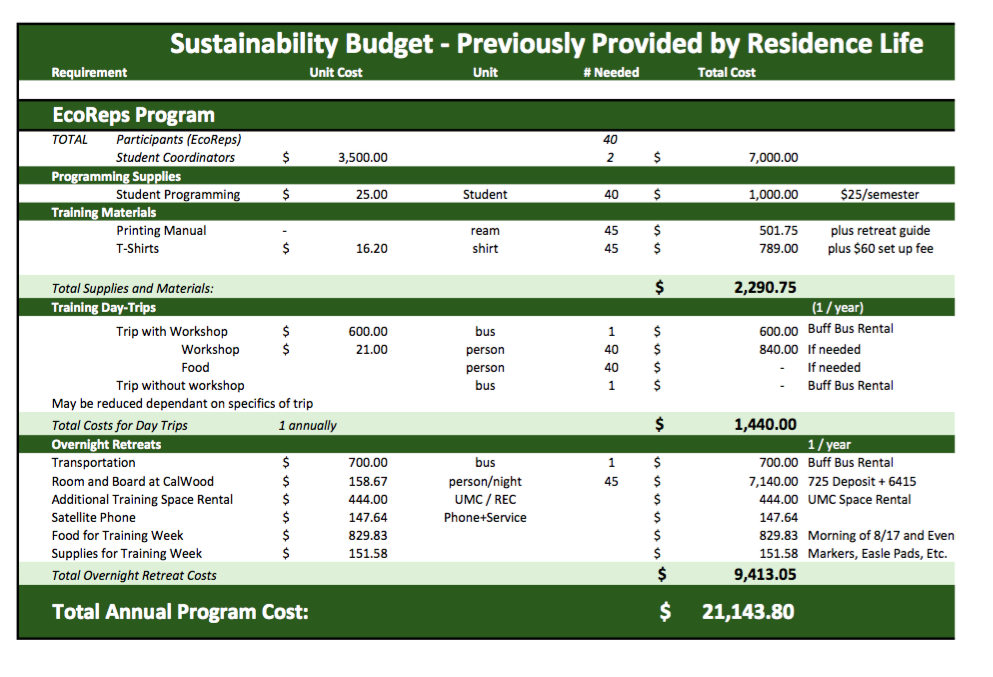 Sustainability Budget - Previously Provided by Residence Life
Requirement Unit Cost Unit # Needed Total Cost
EcoReps Program
TOTAL Participants (EcoReps) 40
Student Coordinators $ 3,500.00 2 $ 7,000.00
Programming Supplies
Student Programming $ 25.00 Student 40 $ 1,000.00 $25/semester
Training Materials
Printing Manual - ream 45 $ 501.75 plus retreat guide
T-Shirts $ 16.20 shirt 45 $ 789.00 plus $60 set up fee
Total Supplies and Materials: $ 2,290.75
Training Day-Trips (1 / year)
Trip with Workshop $ 600.00 bus 1 $ 600.00 Buff Bus Rental
Workshop $ 21.00 person 40 $ 840.00 If needed
Food person 40 $ - If needed
Trip without workshop bus 1 $ - Buff Bus Rental
May be reduced dependant on specifics of trip
Total Costs for Day Trips 1 annually $ 1,440.00
Overnight Retreats 1 / year
Transportation $ 700.00 bus 1 $ 700.00 Buff Bus Rental
Room and Board at CalWood $ 158.67 person/night 45 $ 7,140.00 725 Deposit + 6415
Additional Training Space Rental $ 444.00 UMC / REC $ 444.00 UMC Space Rental
Satellite Phone $ 147.64 Phone+Service $ 147.64
Food for Training Week $ 829.83 $ 829.83 Morning of 8/17 and Even
Supplies for Training Week $ 151.58 $ 151.58 Markers, Easle Pads, Etc.
Total Overnight Retreat Costs $ 9,413.05
Total Annual Program Cost: $ 21,143.80